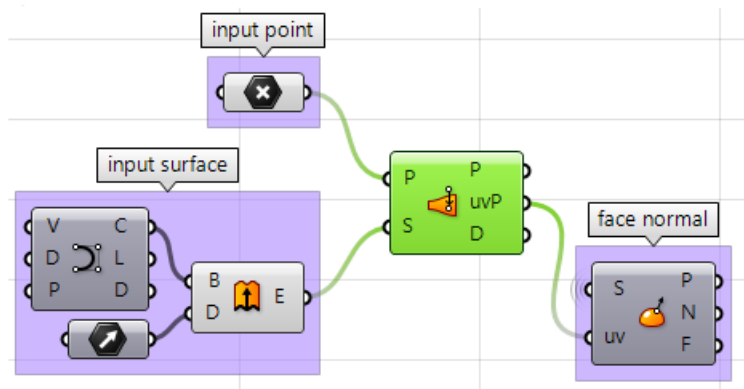 input point
input surface
V C
D L
P D
B
D
E
P
S
P
uvP
D
face normal
S
uv
P
N
F